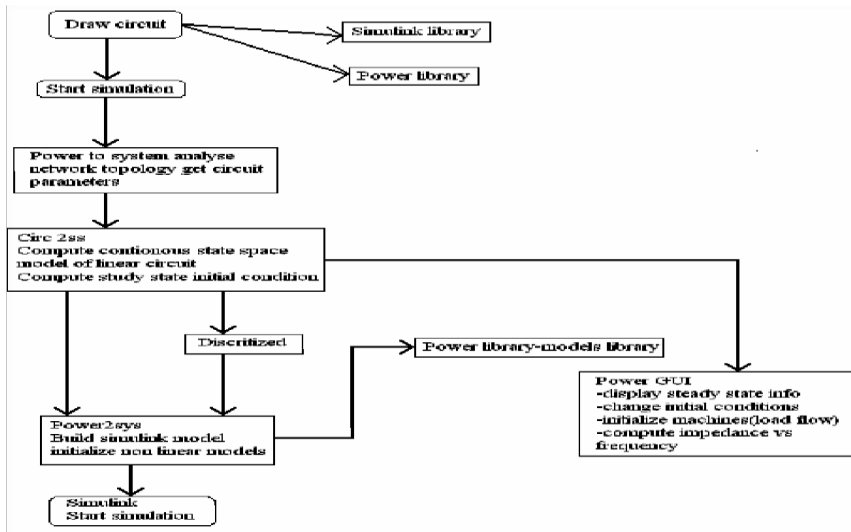 Draw circuit
Simulink library
Power library
Start simulation
Power to system analyse
network topology get circuit
parameters
Circ 2ss
Compute contionous state space
model of linear circuit
Compute study state initial condition
Discritized
Power library-models library
Power GUI
-display steady state info
-change initial conditions
-initialize machines(load flow)
-compute impedance vs
frequency
Power2sys
Build simulink model
initialize non linear models
Simulink
Start simulation